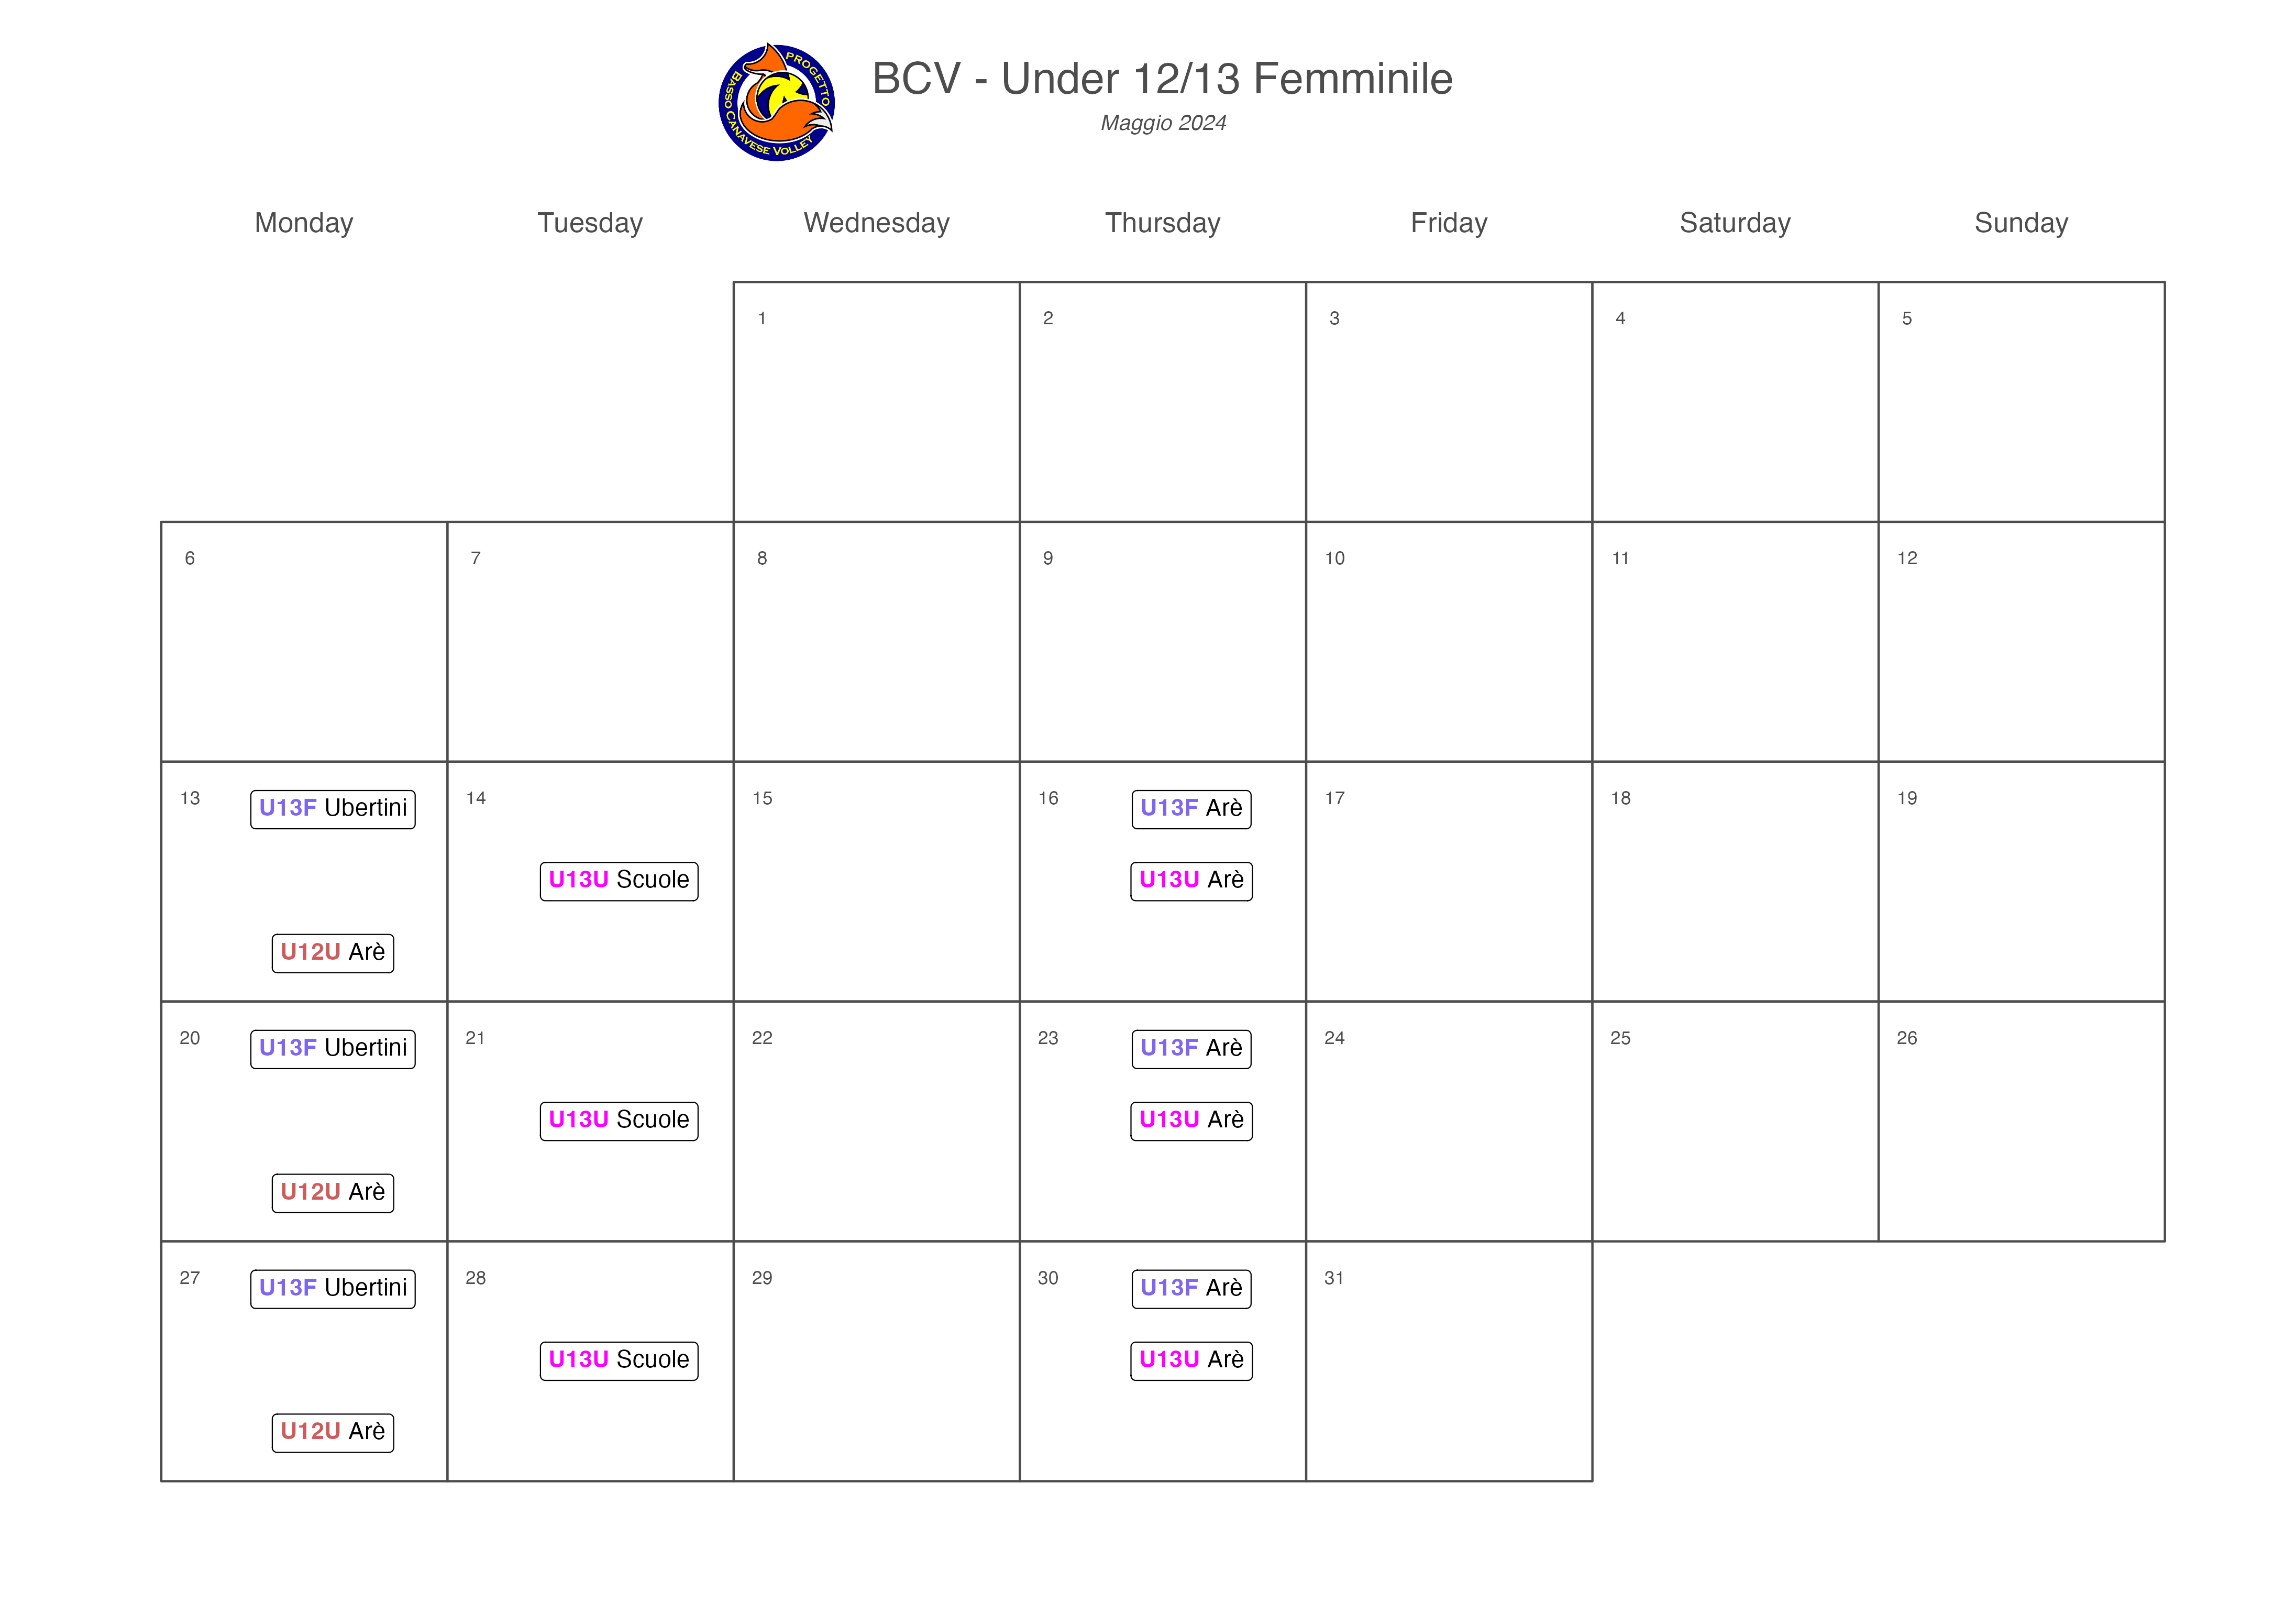 PROGETTO
BASSO CANAVESE VOLLEY
BCV - Under 12/13 Femminile
Maggio 2024
Monday Tuesday Wednesday Thursday Friday Saturday Sunday
1 2 3 4 5
6 7 8 9 10 11 12
13 U13F Ubertini 14 15 16 U13F Arè 17 18 19
U13U Scuole U13U Arè
U12U Arè
20 U13F Ubertini 21 22 23 U13F Arè 24 25 26
U13U Scuole U13U Arè
U12U Arè
27 U13F Ubertini 28 29 30 U13F Arè 31
U13U Scuole U13U Arè
U12U Arè